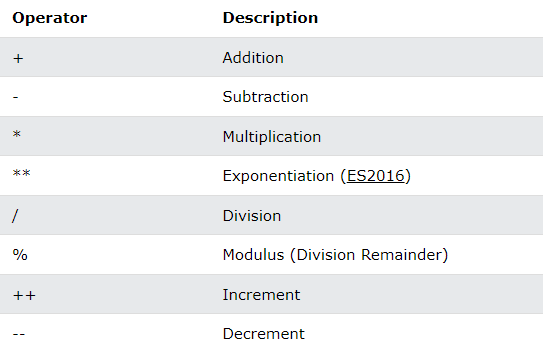 Operator Description
+ Addition
- Subtraction
* Multiplication
** Exponentiation (ES2016)
/ Division
% Modulus (Division Remainder)
++ Increment
-- Decrement